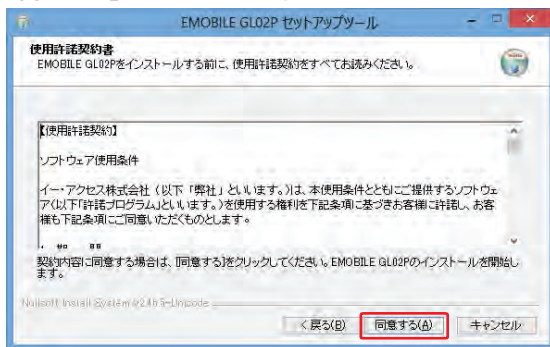 EMOBILE GL02P セットアップツール
使用許諾契約書
EMOBILE GL02Pをインストールする前に、使用許諾契約をすべてお読みください。
【使用許諾契約】
ソフトウェア使用条件
イー・アクセス株式会社（以下「弊社」といいます。）は、本使用条件とともにご提供するソフトウェ
ア（以下「許諾プログラム」といいます。）を使用する権利を下記条項に基づきお客様に許諾し、お客
様も下記条項にご同意いただくものとします。
契約内容に同意する場合は、[同意する]をクリックしてください。EMOBILE GL02Pのインストールを開始し
ます。
Nullsoft Install System v2.46.5-Unicode
< 戻る(B)
同意する(A)
キャンセル